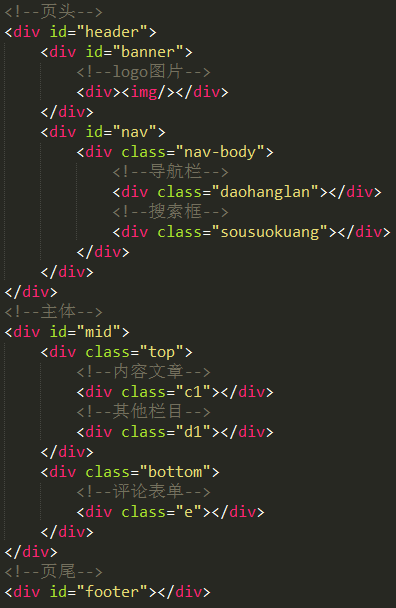 <!--页头-->
<div id="header">
    <div id="banner">
        <!--logo图片-->
        <div><img/></div>
    </div>
    <div id="nav">
        <div class="nav-body">
            <!--导航栏-->
            <div class="daohanglan"></div>
            <!--搜索框-->
            <div class="sousuokuang"></div>
        </div>
    </div>
</div>
<!--主体-->
<div id="mid">
    <div class="top">
        <!--内容文章-->
        <div class="c1"></div>
        <!--其他栏目-->
        <div class="d1"></div>
    </div>
    <div class="bottom">
        <!--评论表单-->
        <div class="e"></div>
    </div>
</div>
<!--页尾-->
<div id="footer"></div>